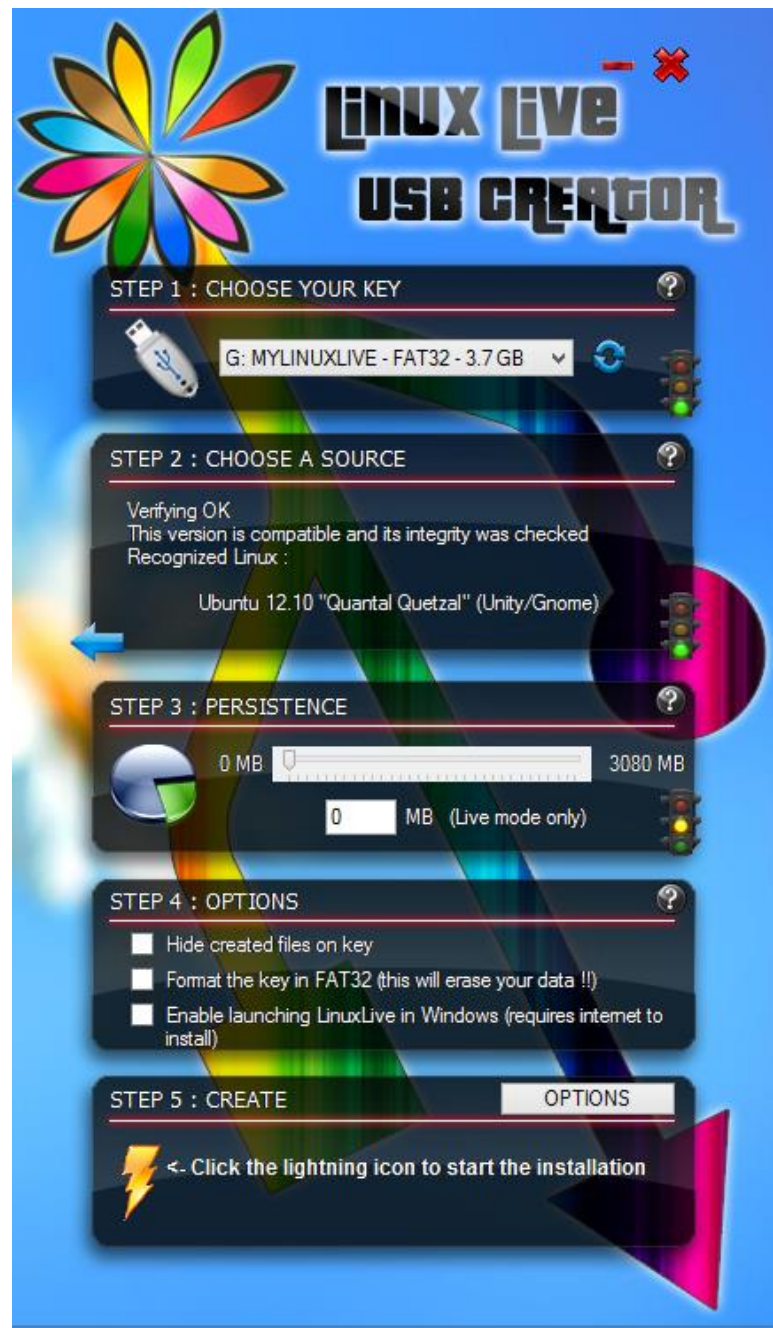 Linux Live
USB Creator
STEP 1 : CHOOSE YOUR KEY
?
G: MYLINUXLIVE - FAT32 - 3.7 GB
STEP 2 : CHOOSE A SOURCE
?
Verifying OK
This version is compatible and its integrity was checked
Recognized Linux :
Ubuntu 12.10 "Quantal Quetzal" (Unity/Gnome)
STEP 3 : PERSISTENCE
?
0 MB 3080 MB
0 MB (Live mode only)
STEP 4 : OPTIONS
?
Hide created files on key
Format the key in FAT32 (this will erase your data !!)
Enable launching LinuxLive in Windows (requires internet to
install)
STEP 5 : CREATE OPTIONS
<- Click the lightning icon to start the installation